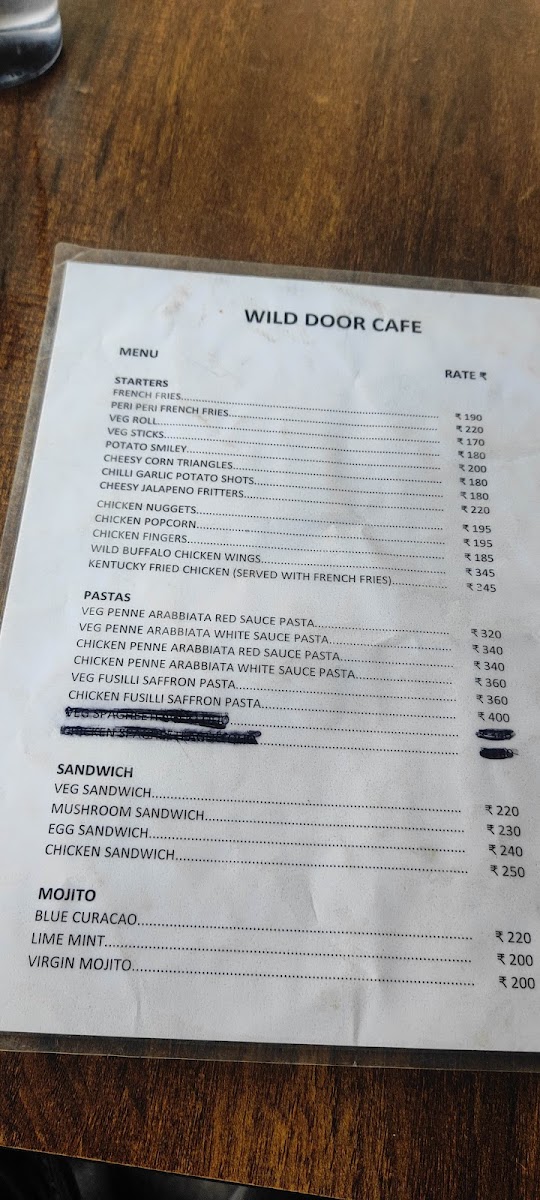 WILD DOOR CAFE
MENU
RATE ₹
STARTERS
FRENCH FRIES........ ₹ 190
PERI PERI FRENCH FRIES........ ₹ 220
VEG ROLL........ ₹ 170
VEG STICKS........ ₹ 180
POTATO SMILEY........ ₹ 200
CHEESY CORN TRIANGLES........ ₹ 180
CHILLI GARLIC POTATO SHOTS........ ₹ 180
CHEESY JALAPENO FRITTERS........ ₹ 220
CHICKEN NUGGETS........ ₹ 195
CHICKEN POPCORN........ ₹ 195
CHICKEN FINGERS........ ₹ 185
WILD BUFFALO CHICKEN WINGS........ ₹ 345
KENTUCKY FRIED CHICKEN (SERVED WITH FRENCH FRIES)........ ₹
PASTAS
VEG PENNE ARABBIATA RED SAUCE PASTA........ ₹ 320
VEG PENNE ARABBIATA WHITE SAUCE PASTA........ ₹ 340
CHICKEN PENNE ARABBIATA RED SAUCE PASTA........ ₹ 340
CHICKEN PENNE ARABBIATA WHITE SAUCE PASTA........ ₹ 360
VEG FUSILLI SAFFRON PASTA........ ₹ 360
CHICKEN FUSILLI SAFFRON PASTA........ ₹ 400
VEG
CHICKEN
SANDWICH
VEG SANDWICH........ ₹ 220
MUSHROOM SANDWICH........ ₹ 230
EGG SANDWICH........ ₹ 240
CHICKEN SANDWICH........ ₹ 250
MOJITO
BLUE CURACAO........ ₹ 220
LIME MINT........ ₹ 200
VIRGIN MOJITO........ ₹ 200